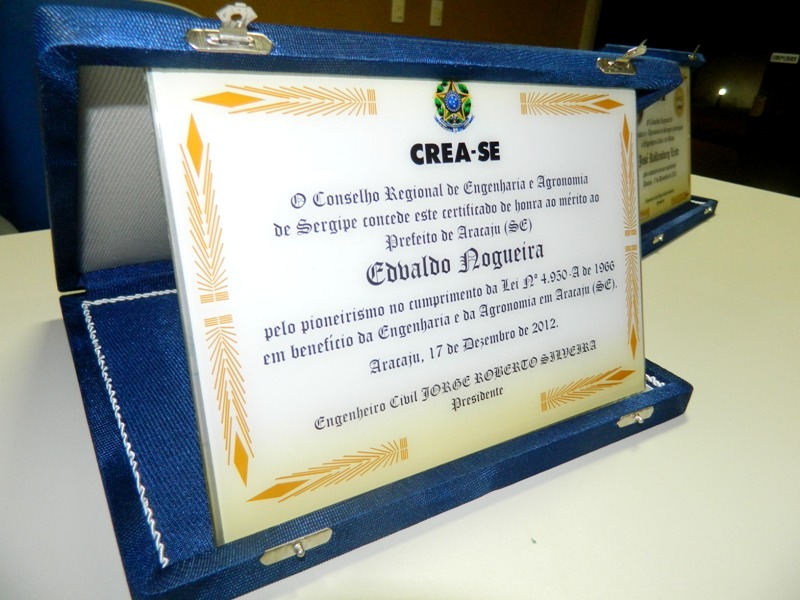 CREA-SE
O Conselho Regional de Engenharia e Agronomia
de Sergipe concede este certificado de honra ao mérito ao
Prefeito de Aracaju (SE)
Edvaldo Nogueira
pelo pioneirismo no cumprimento da Lei Nº 4.950-A de 1966
em benefício da Engenharia e da Agronomia em Aracaju (SE).
Aracaju, 17 de Dezembro de 2012.
Engenheiro Civil JORGE ROBERTO SILVEIRA
Presidente